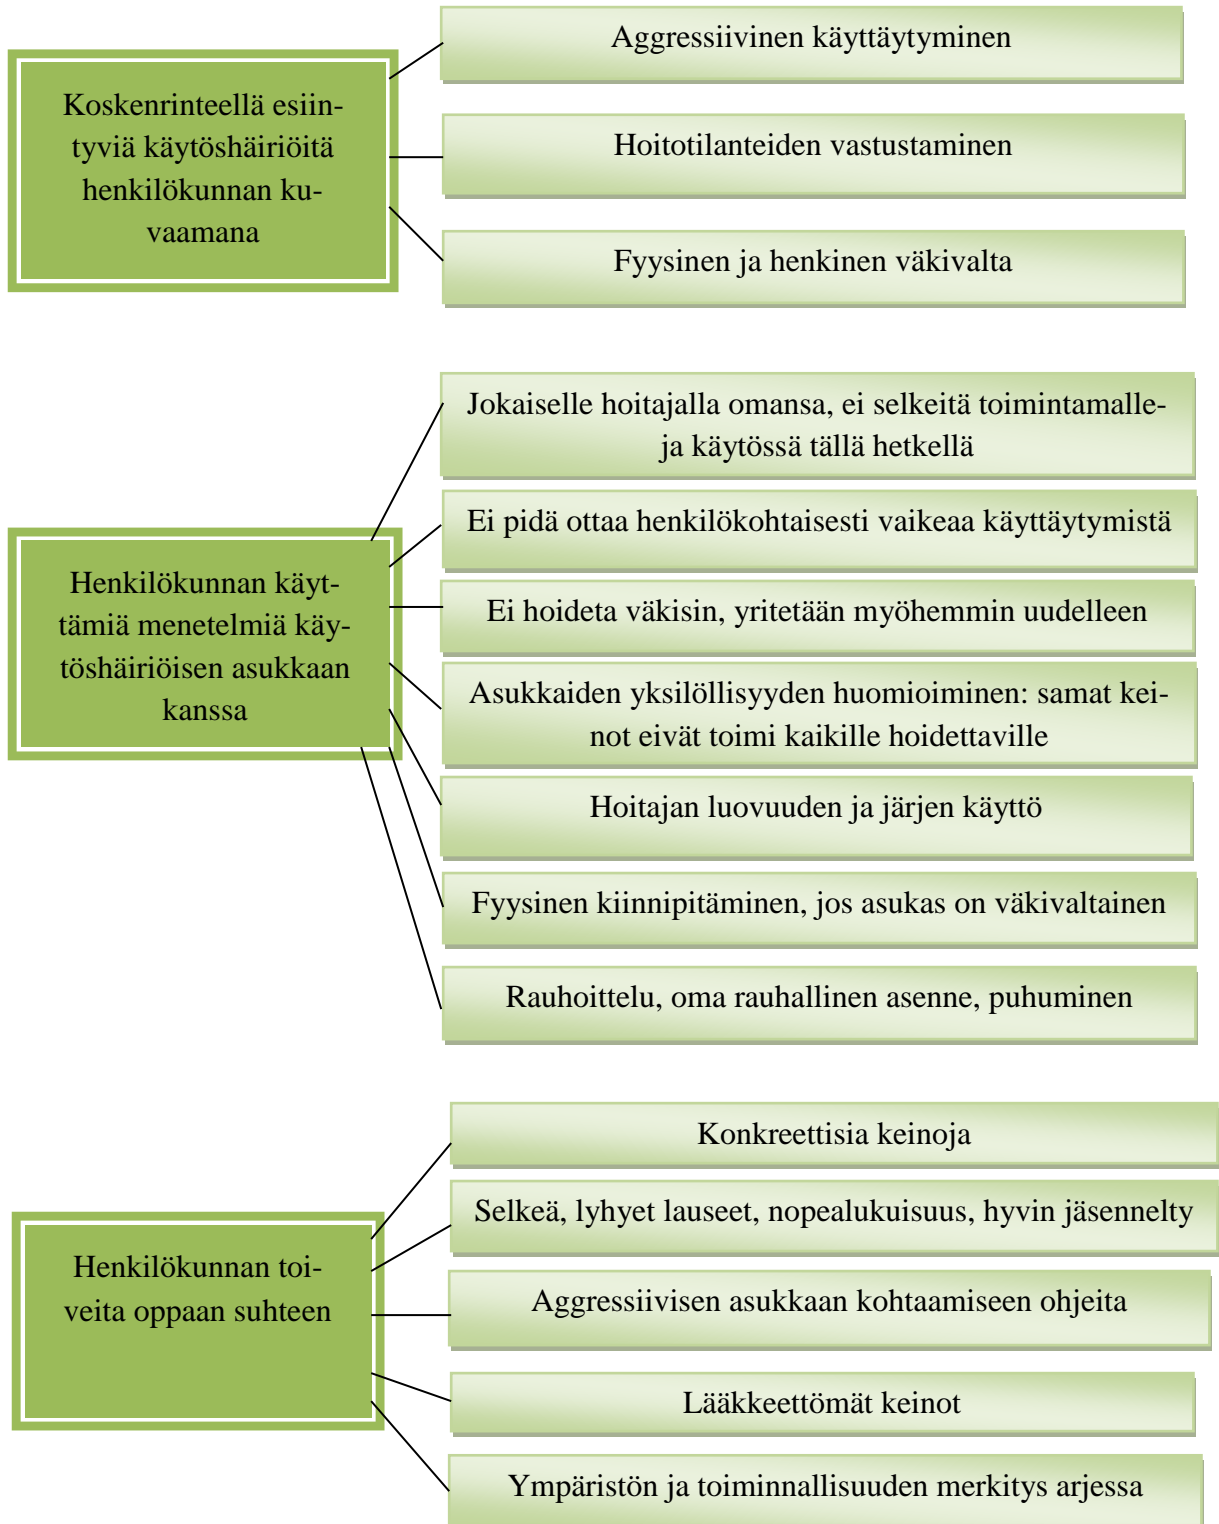 Koskenrinteellä esiin-
tyviä käytöshäiriöitä
henkilökunnan ku-
vaamana
Aggressiivinen käyttäytyminen
Hoitotilanteiden vastustaminen
Fyysinen ja henkinen väkivalta
Henkilökunnan käyt-
tämiä menetelmiä käy-
töshäiriöisen asukkaan
kanssa
Jokaiselle hoitajalla omansa, ei selkeitä toimintamalle-
ja käytössä tällä hetkellä
Ei pidä ottaa henkilökohtaisesti vaikeaa käyttäytymistä
Ei hoideta väkisin, yritetään myöhemmin uudelleen
Asukkaiden yksilöllisyyden huomioiminen: samat kei-
not eivät toimi kaikille hoidettaville
Hoitajan luovuuden ja järjen käyttö
Fyysinen kiinnipitäminen, jos asukas on väkivaltainen
Rauhoittelu, oma rauhallinen asenne, puhuminen
Henkilökunnan toi-
veita oppaan suhteen
Konkreettisia keinoja
Selkeä, lyhyet lauseet, nopealukuisuus, hyvin jäsennelty
Aggressiivisen asukkaan kohtaamiseen ohjeita
Lääkkeettömät keinot
Ympäristön ja toiminnallisuuden merkitys arjessa